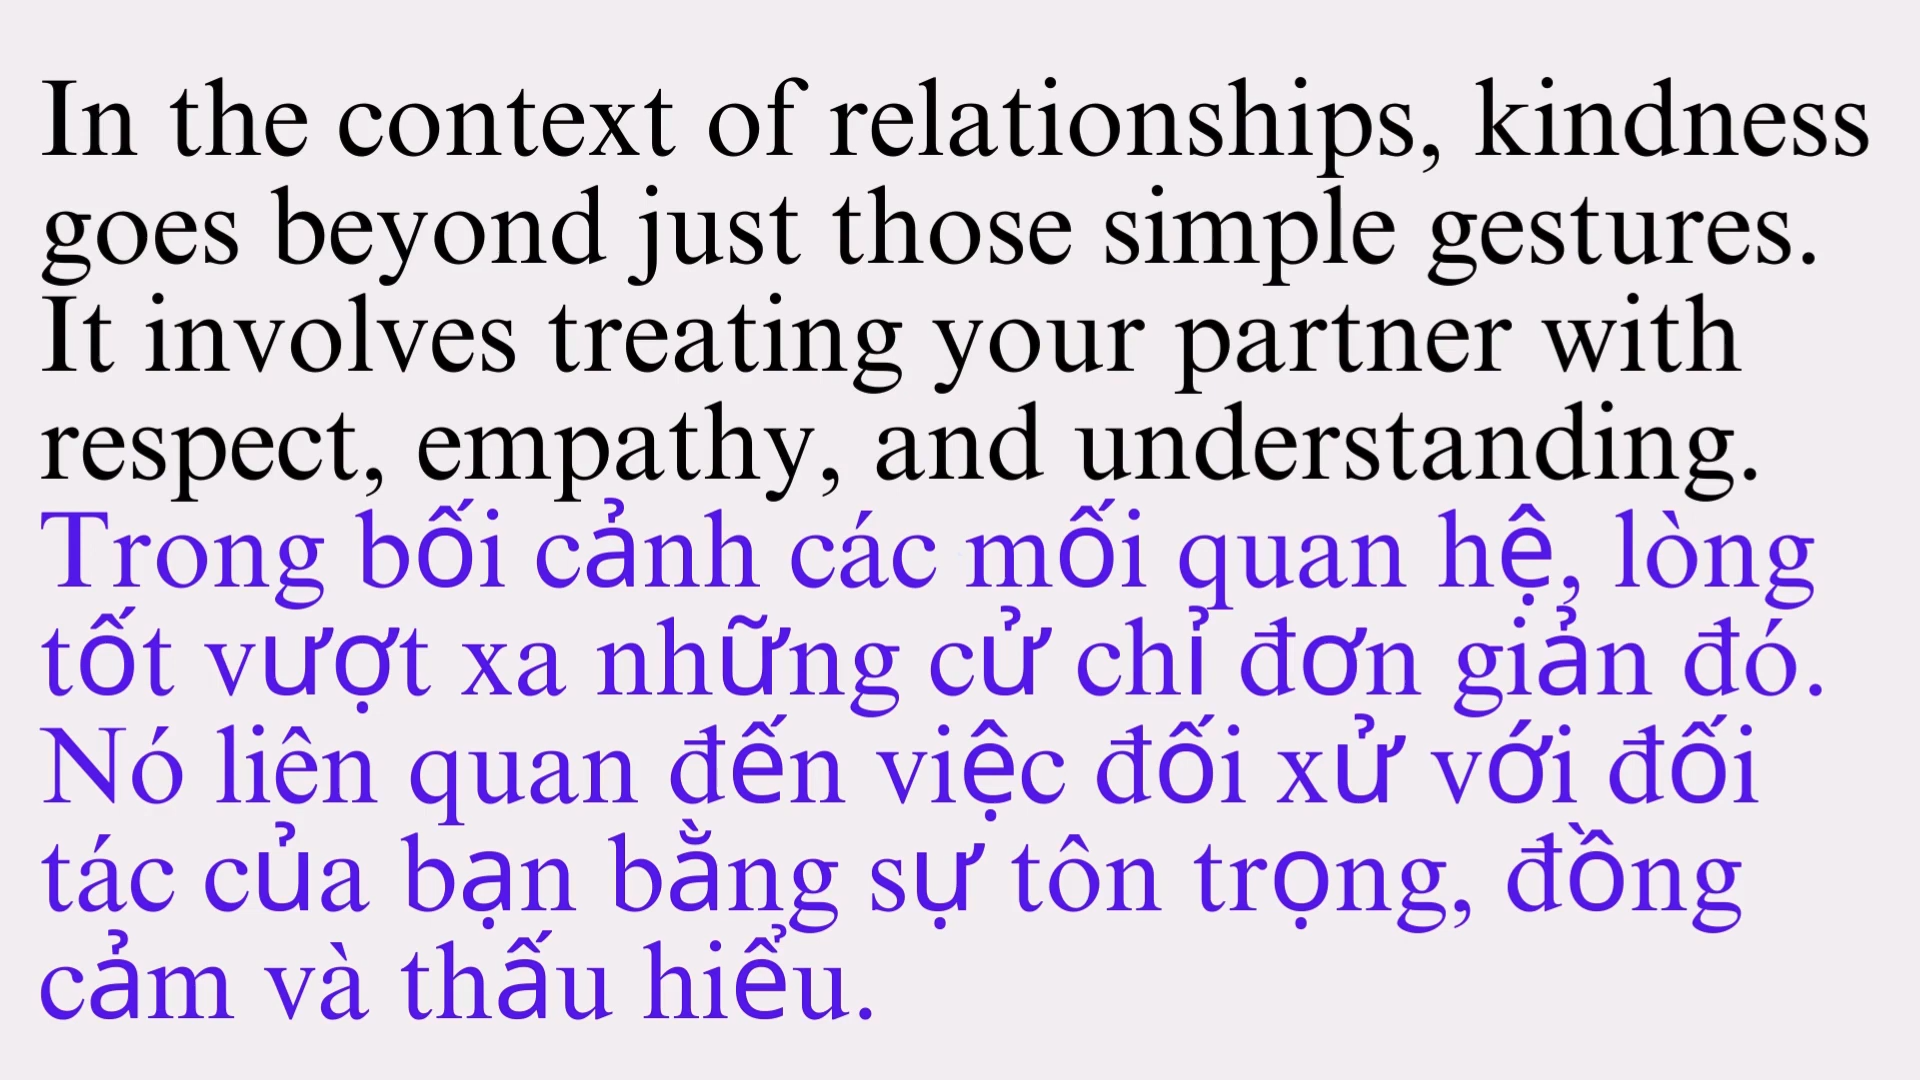 In the context of relationships, kindness
goes beyond just those simple gestures.
It involves treating your partner with
respect, empathy, and understanding.
Trong bối cảnh các mối quan hệ, lòng
tốt vượt xa những cử chỉ đơn giản đó.
Nó liên quan đến việc đối xử với đối
tác của bạn bằng sự tôn trọng, đồng
cảm và thấu hiểu.